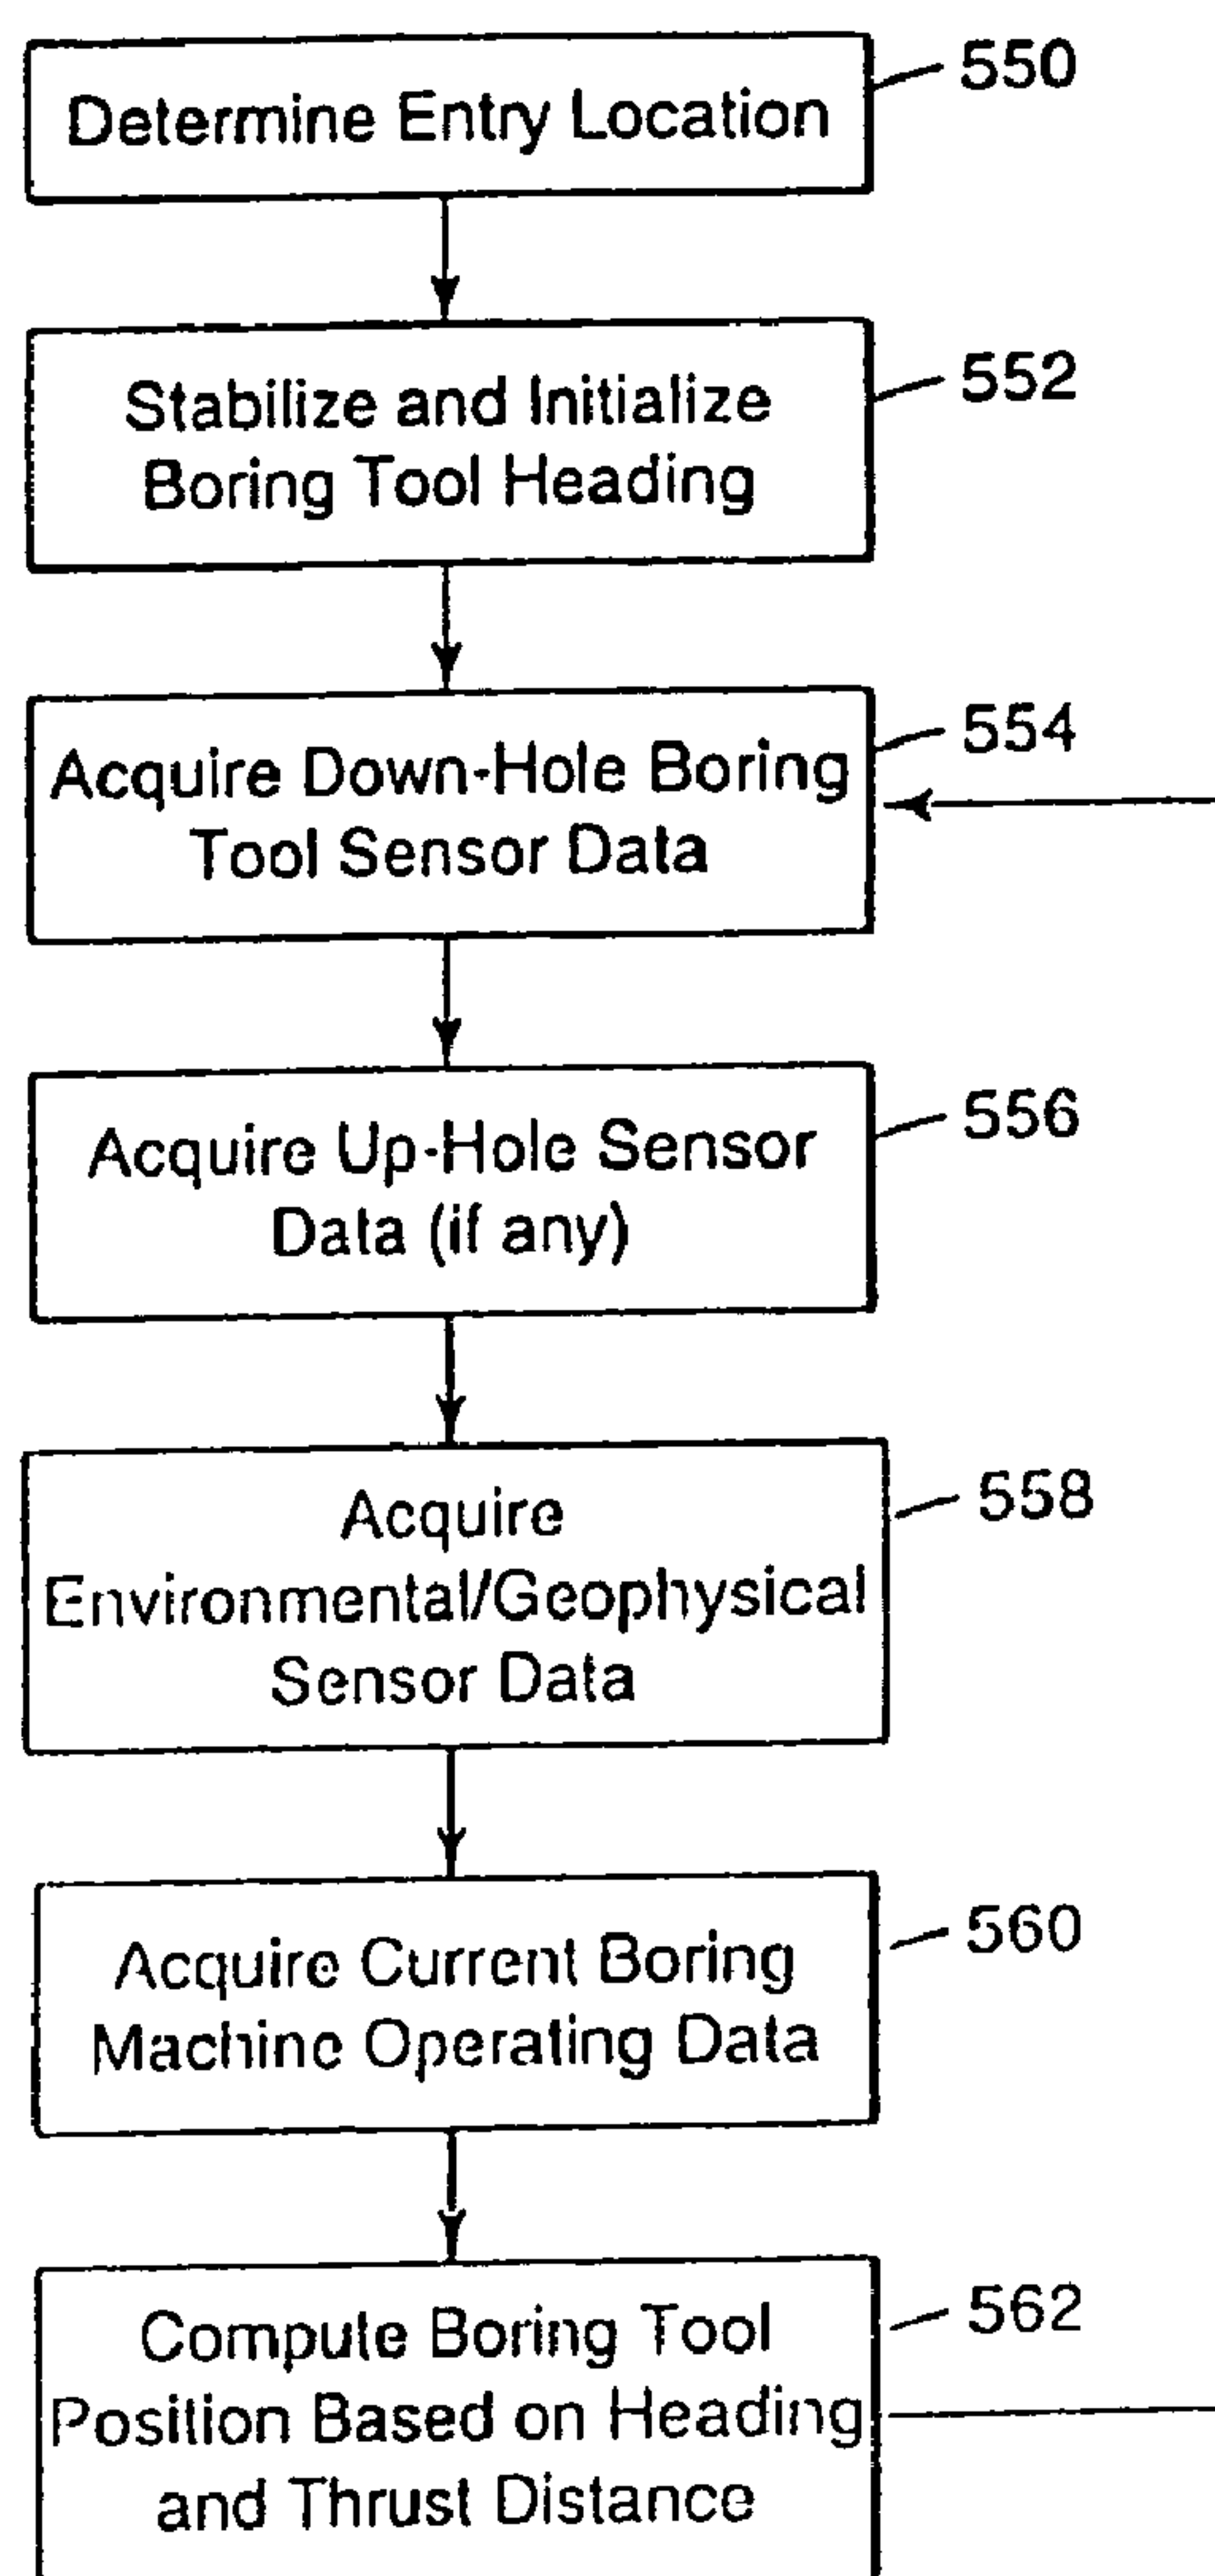 Determine Entry Location
550
Stabilize and Initialize
Boring Tool Heading
552
Acquire Down-Hole Boring
Tool Sensor Data
554
Acquire Up-Hole Sensor
Data (if any)
556
Acquire
Environmental/Geophysical
Sensor Data
558
Acquire Current Boring
Machine Operating Data
560
Compute Boring Tool
Position Based on Heading
and Thrust Distance
562